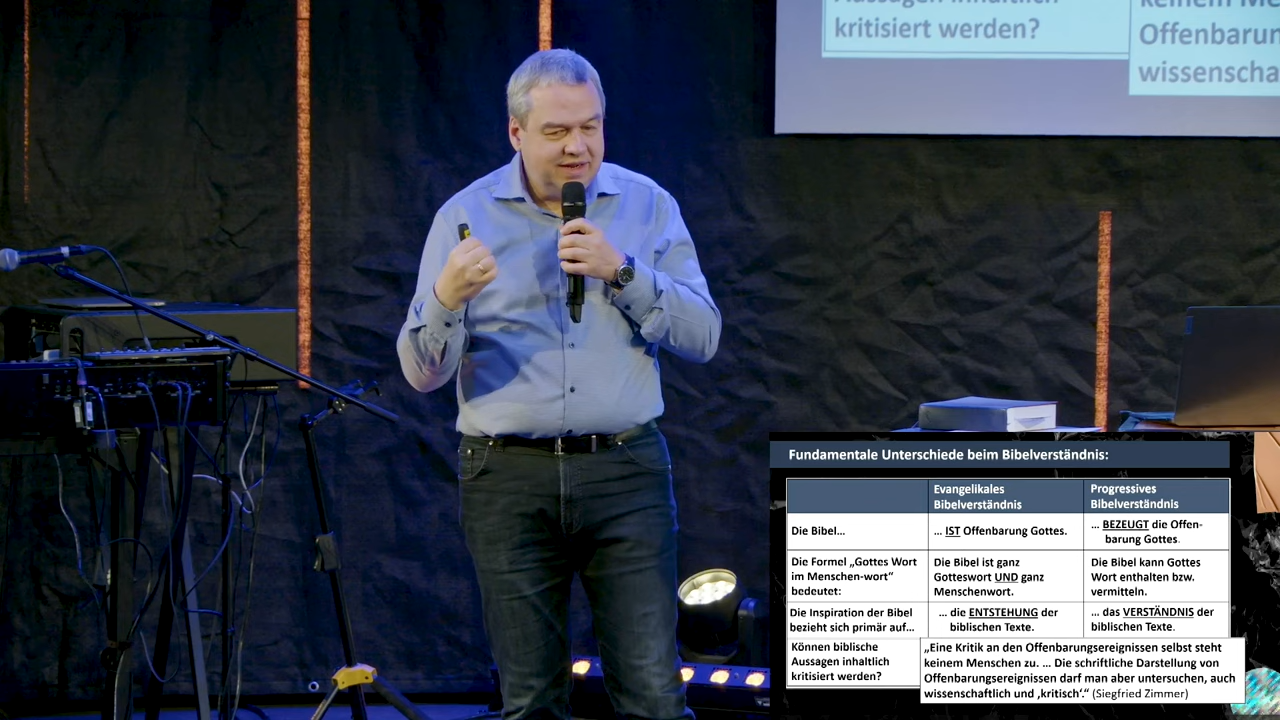 Aussagen inhaltlich
kritisiert werden?
keinem Me
Offenbarun
wissenscha
Fundamentale Unterschiede beim Bibelverständnis:
Evangelikales
Bibelverständnis
Progressives
Bibelverständnis
Die Bibel…
… IST Offenbarung Gottes.
… BEZEUGT die Offen-
barung Gottes.
Die Formel „Gottes Wort
im Menschen-wort“
bedeutet:
Die Bibel ist ganz
Gotteswort UND ganz
Menschenwort.
Die Bibel kann Gottes
Wort enthalten bzw.
vermitteln.
Die Inspiration der Bibel
bezieht sich primär auf…
… die ENTSTEHUNG der
biblischen Texte.
… das VERSTÄNDNIS der
biblischen Texte.
Können biblische
Aussagen inhaltlich
kritisiert werden?
„Eine Kritik an den Offenbarungsereignissen selbst steht
keinem Menschen zu. … Die schriftliche Darstellung von
Offenbarungsereignissen darf man aber untersuchen, auch
wissenschaftlich und ‚kritisch‘.“ (Siegfried Zimmer)